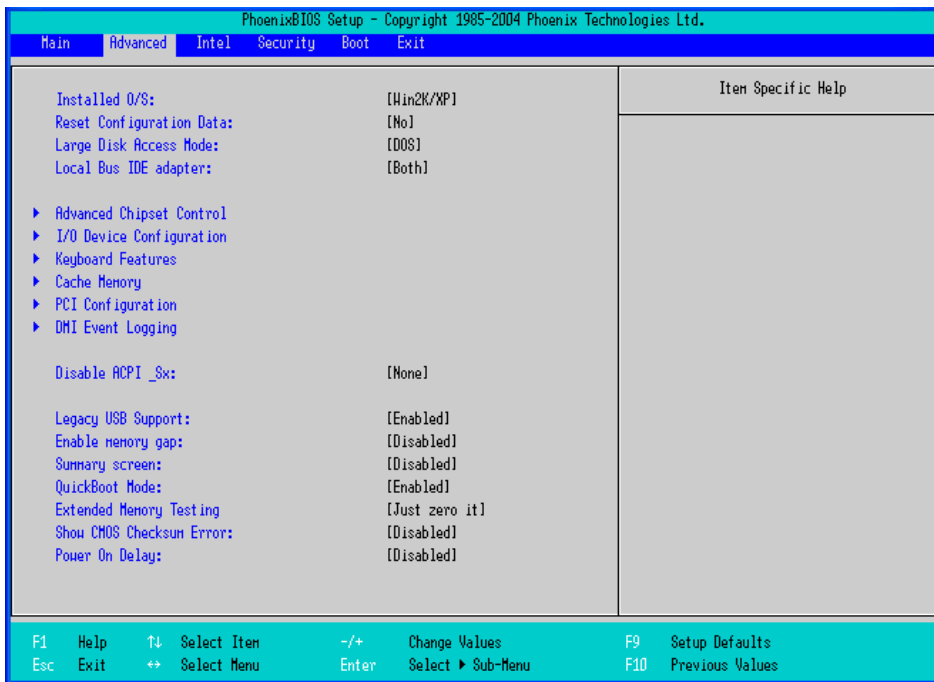 PhoenixBIOS Setup - Copyright 1985-2004 Phoenix Technologies Ltd.
Main Advanced Intel Security Boot Exit
Item Specific Help
Installed O/S: [Win2K/XP]
Reset Configuration Data: [No]
Large Disk Access Mode: [DOS]
Local Bus IDE adapter: [Both]
▶ Advanced Chipset Control
▶ I/O Device Configuration
▶ Keyboard Features
▶ Cache Memory
▶ PCI Configuration
▶ DMI Event Logging
Disable ACPI _Sx: [None]
Legacy USB Support: [Enabled]
Enable memory gap: [Disabled]
Summary screen: [Disabled]
QuickBoot Mode: [Enabled]
Extended Memory Testing [Just zero it]
Show CMOS Checksum Error: [Disabled]
Power On Delay: [Disabled]
F1 Help ↑↓ Select Item -/+ Change Values F9 Setup Defaults
Esc Exit ↔ Select Menu Enter Select ▶ Sub-Menu F10 Previous Values